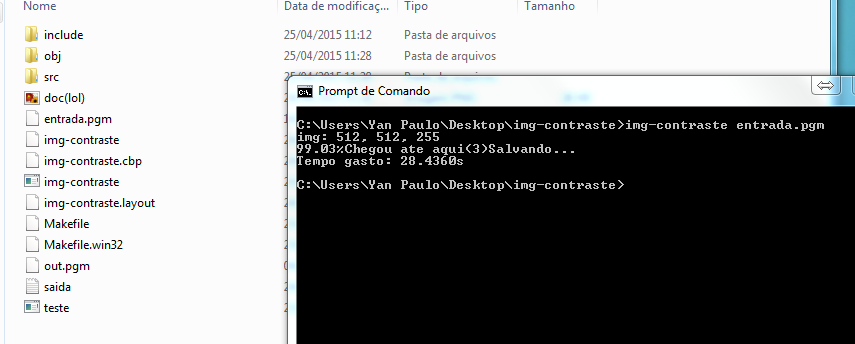 Nome Data de modificaç... Tipo Tamanho
include 25/04/2015 11:12 Pasta de arquivos
obj 25/04/2015 11:28 Pasta de arquivos
src
doc(lol)
entrada.pgm
img-contraste
img-contraste.cbp
img-contraste
img-contraste.layout
Makefile
Makefile.win32
out.pgm
saida
teste
Prompt de Comando
C:\Users\Yan Paulo\Desktop\img-contraste>img-contraste entrada.pgm
img: 512, 512, 255
99.03%Chegou ate aqui(3)Salvando...
Tempo gasto: 28.4360s
C:\Users\Yan Paulo\Desktop\img-contraste>